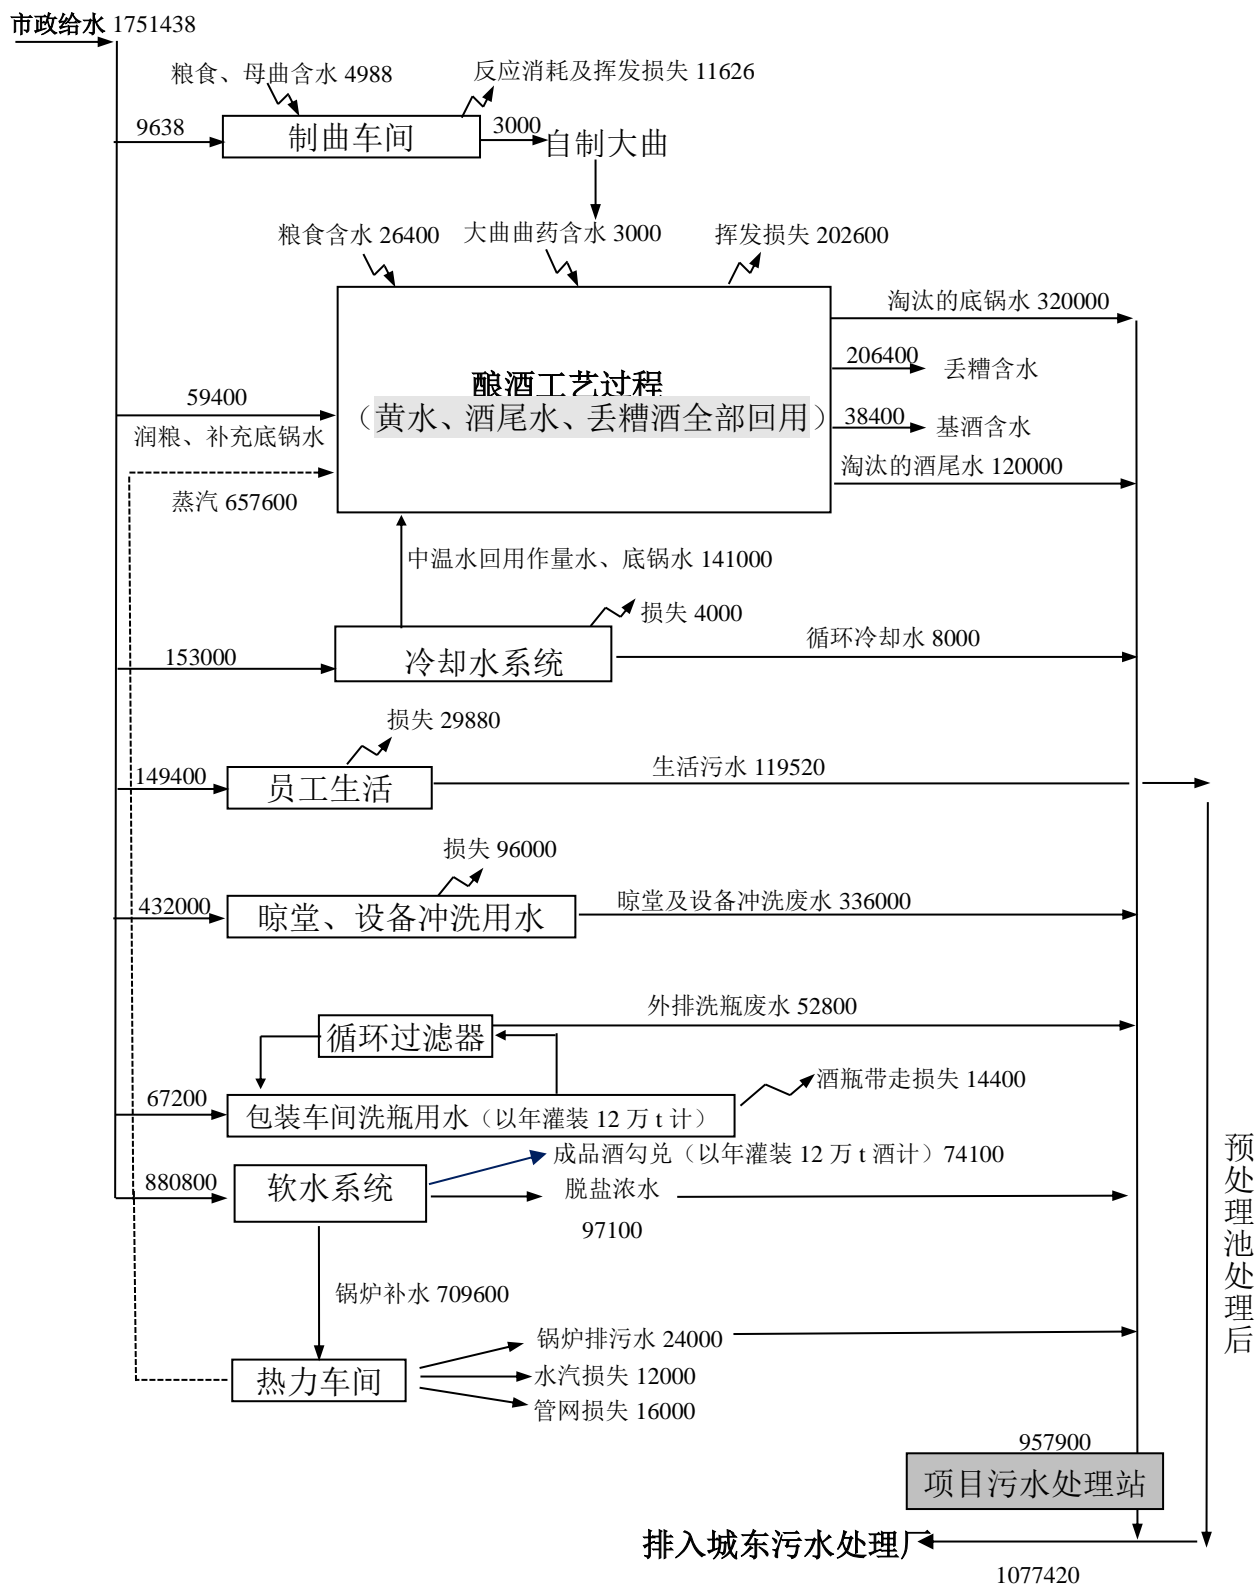 市政给水 1751438
粮食、母曲含水 4988
反应消耗及挥发损失 11626
9638
制曲车间
3000
自制大曲
粮食含水 26400
大曲曲药含水 3000
挥发损失 202600
淘汰的底锅水 320000
206400
丢糟含水
酿酒工艺过程
59400
（黄水、酒尾水、丢糟酒全部回用）
38400
基酒含水
润粮、补充底锅水
淘汰的酒尾水 120000
蒸汽 657600
中温水回用作量水、底锅水 141000
损失 4000
循环冷却水 8000
153000
冷却水系统
损失 29880
生活污水 119520
149400
员工生活
损失 96000
432000
晾堂、设备冲洗用水
晾堂及设备冲洗废水 336000
外排洗瓶废水 52800
循环过滤器
酒瓶带走损失 14400
67200
包装车间洗瓶用水（以年灌装 12 万 t 计）
成品酒勾兑（以年灌装 12 万 t 酒计）74100
880800
软水系统
脱盐浓水
97100
预处理池处理后
锅炉补水 709600
锅炉排污水 24000
热力车间
水汽损失 12000
管网损失 16000
957900
项目污水处理站
排入城东污水处理厂
1077420